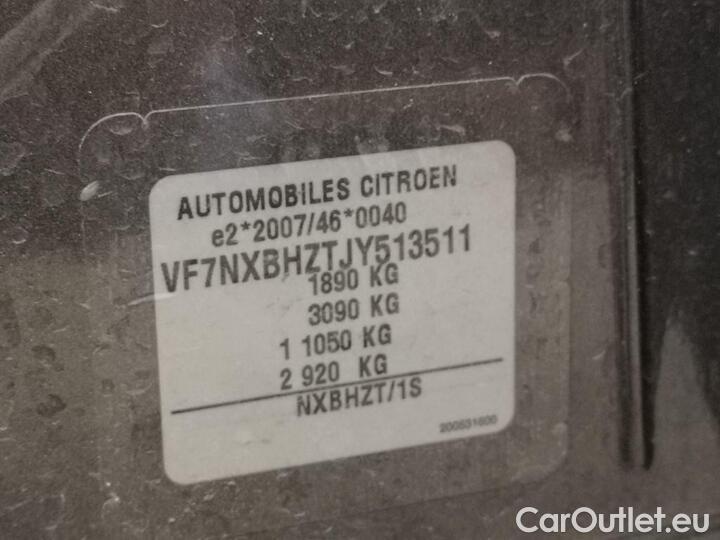 AUTOMOBILES CITROEN
e2*2007/46*0040
VF7NXBHZTJY513511
1890 KG
3090 KG
1 1050 KG
2 920 KG
NXBHZT/1S
200531600
CarOutlet.eu